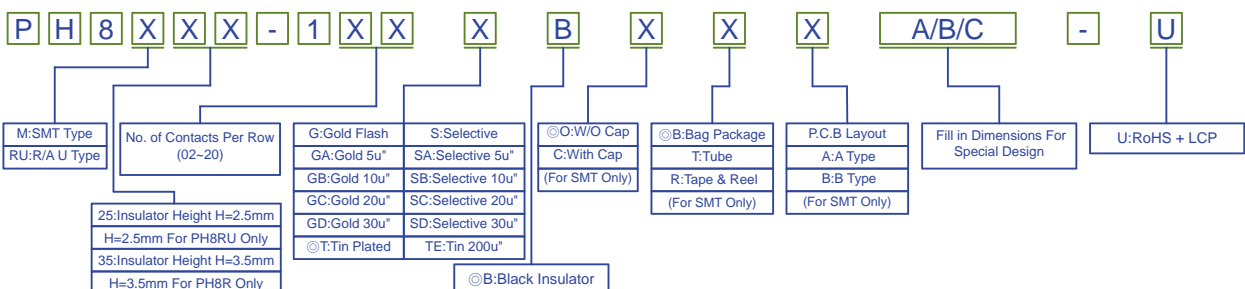 P H 8 X X X - 1 X X X B X X X A/B/C - U
M:SMT Type
RU:R/A U Type
No. of Contacts Per Row
(02~20)
25:Insulator Height H=2.5mm
H=2.5mm For PH8RU Only
35:Insulator Height H=3.5mm
H=3.5mm For PH8R Only
G:Gold Flash S:Selective
GA:Gold 5u" SA:Selective 5u"
GB:Gold 10u" SB:Selective 10u"
GC:Gold 20u" SC:Selective 20u"
GD:Gold 30u" SD:Selective 30u"
◎T:Tin Plated TE:Tin 200u"
◎B:Black Insulator
◎O:W/O Cap
C:With Cap
(For SMT Only)
◎B:Bag Package
T:Tube
R:Tape & Reel
(For SMT Only)
P.C.B Layout
A:A Type
B:B Type
(For SMT Only)
Fill in Dimensions For
Special Design
U:RoHS + LCP